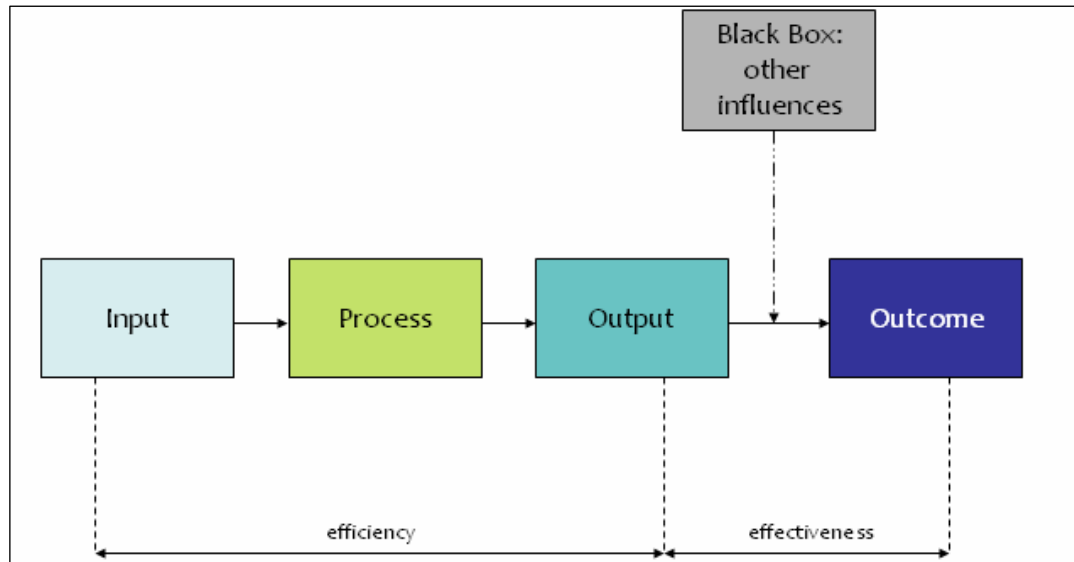 Black Box:
other
influences
Input
Process
Output
Outcome
efficiency
effectiveness